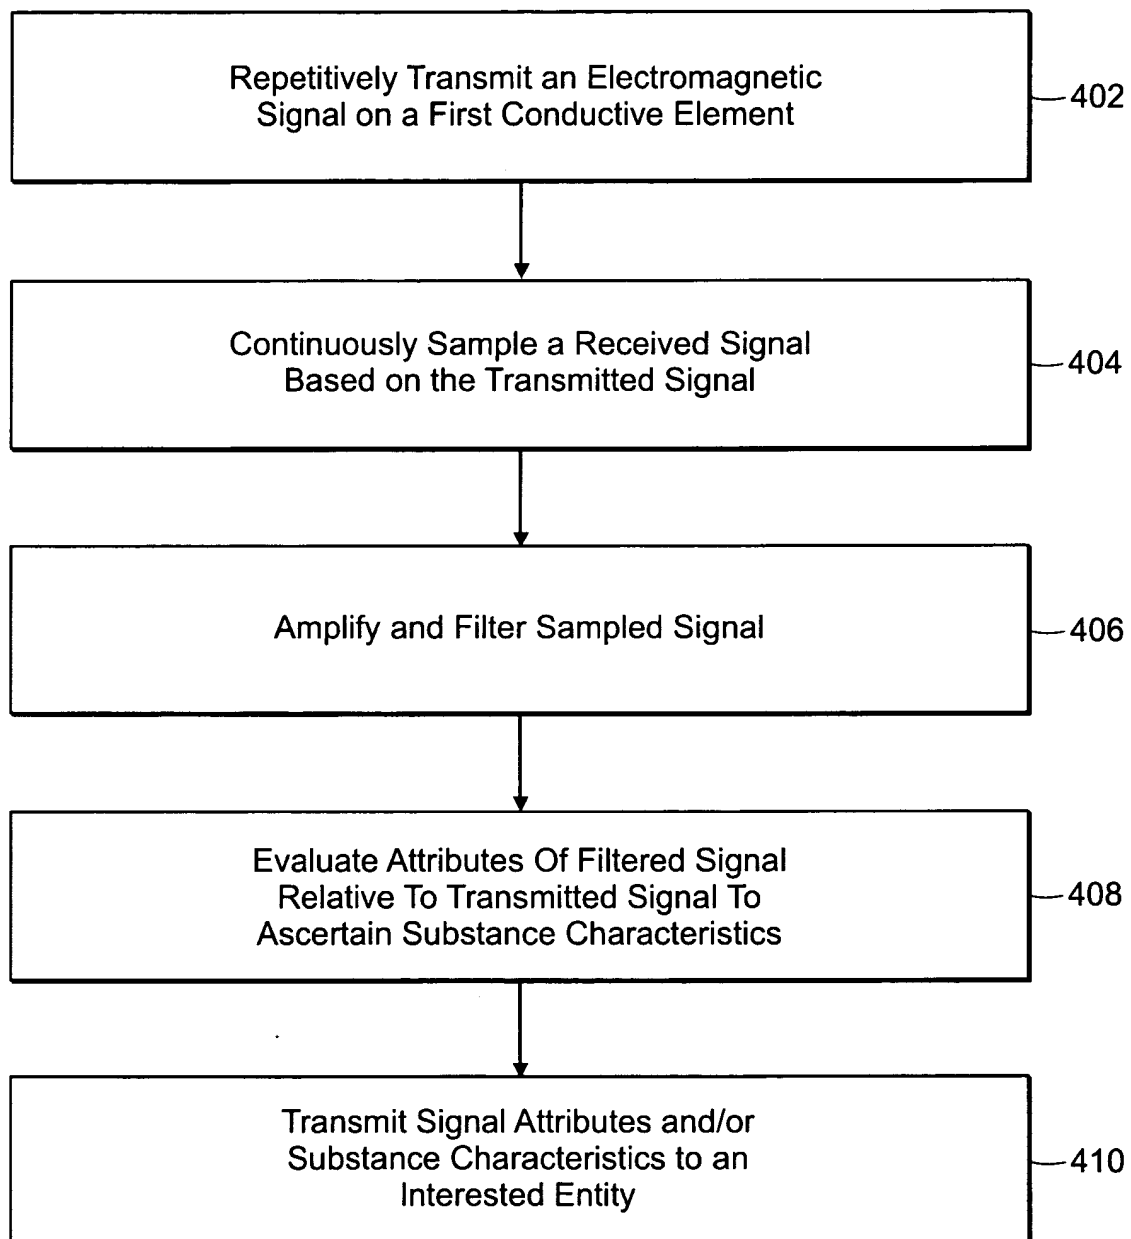 Repetitively Transmit an Electromagnetic
Signal on a First Conductive Element
402
Continuously Sample a Received Signal
Based on the Transmitted Signal
404
Amplify and Filter Sampled Signal
406
Evaluate Attributes Of Filtered Signal
Relative To Transmitted Signal To
Ascertain Substance Characteristics
408
Transmit Signal Attributes and/or
Substance Characteristics to an
Interested Entity
410